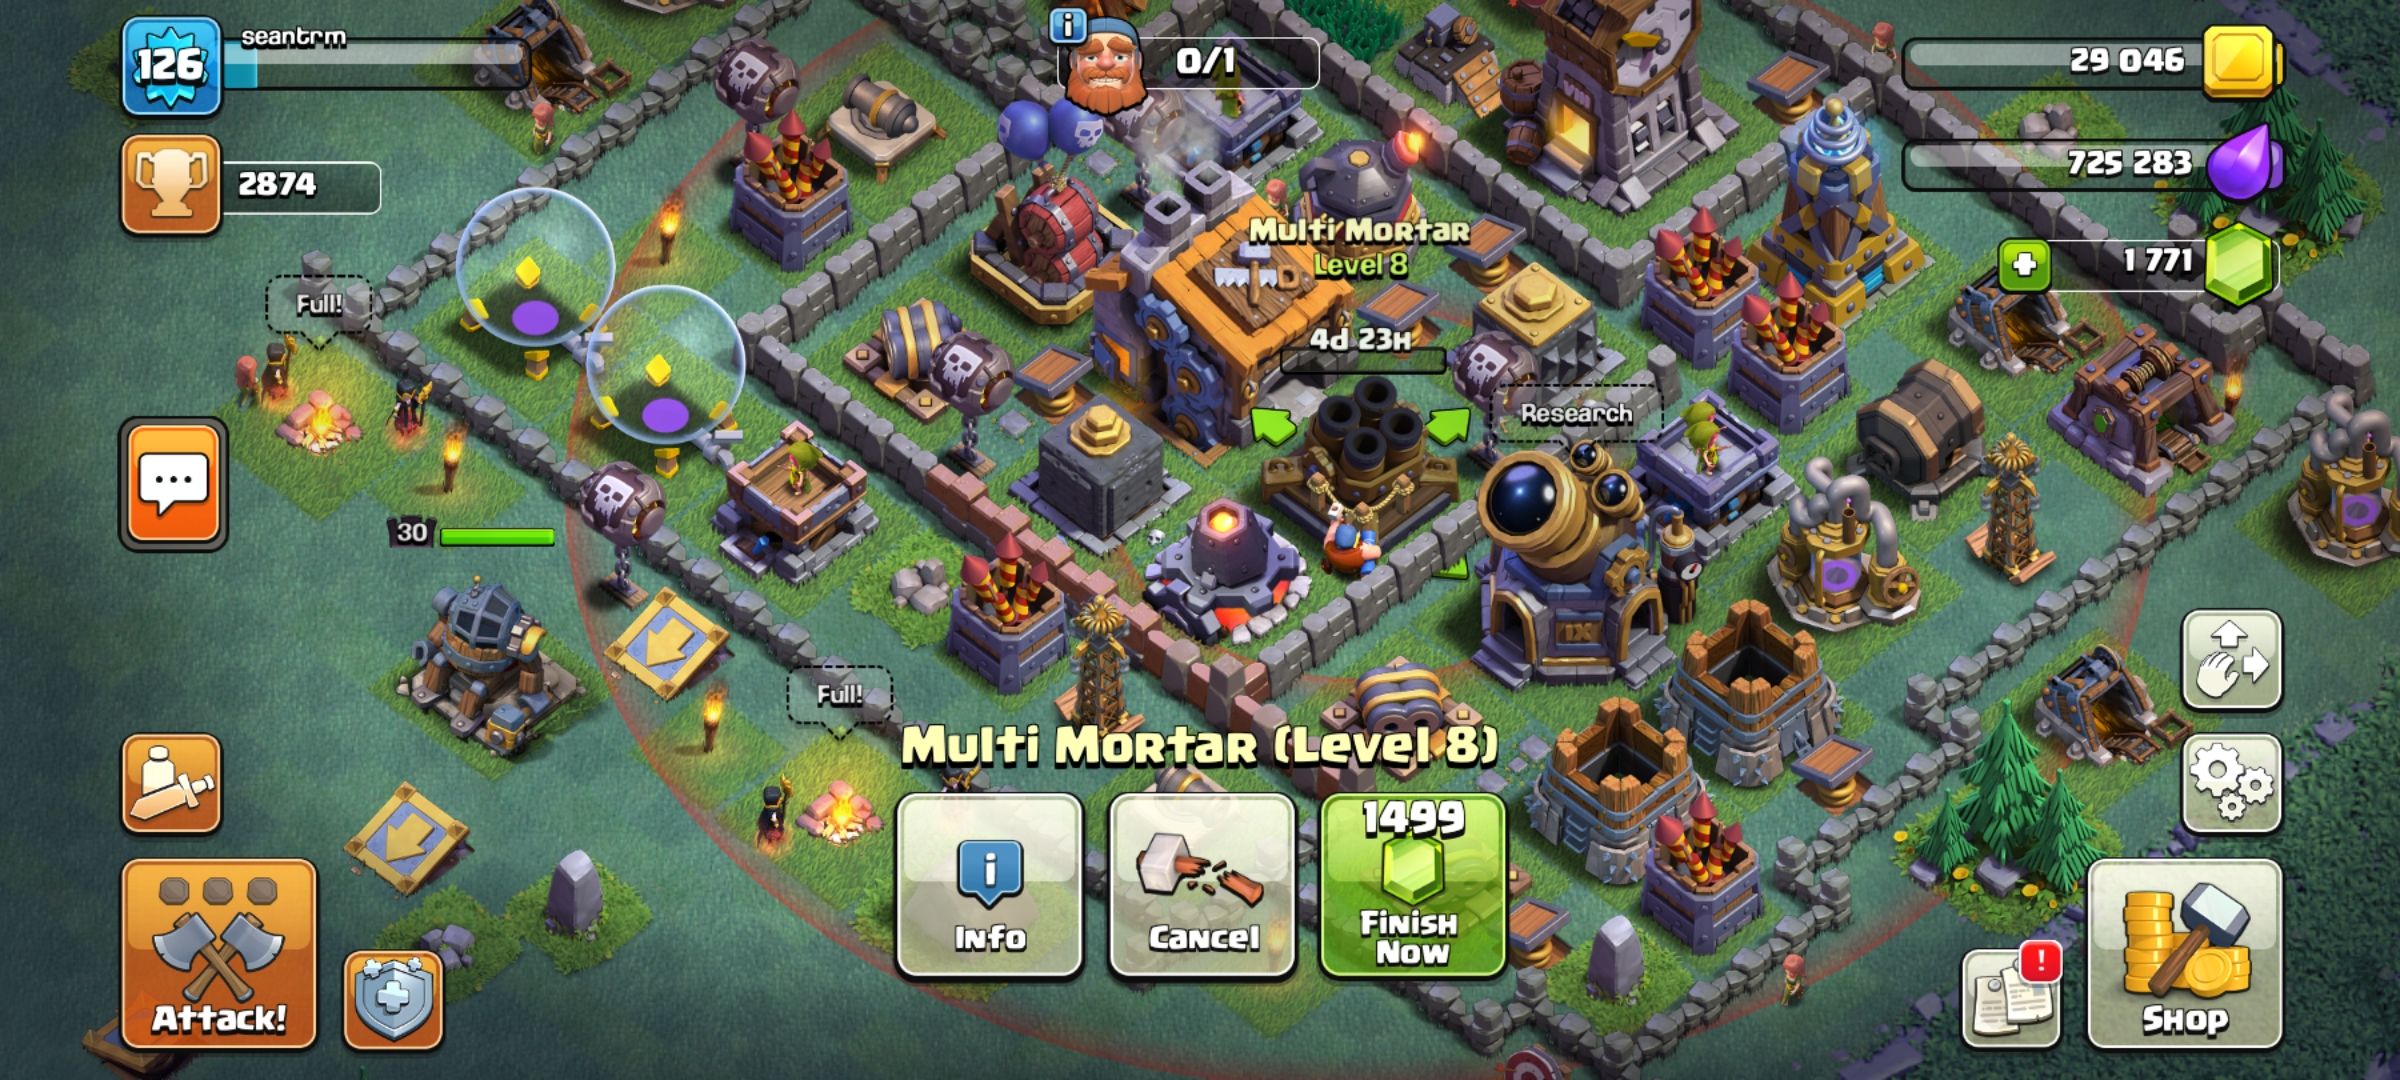 126
seantrm
0/1
29 046
2874
725 283
Multi Mortar
Level 8
1 771
Full!
4d 23H
Research
30
IX
Full!
Multi Mortar (Level 8)
1499
Info
Cancel
Finish
Now
!
Attack!
Shop